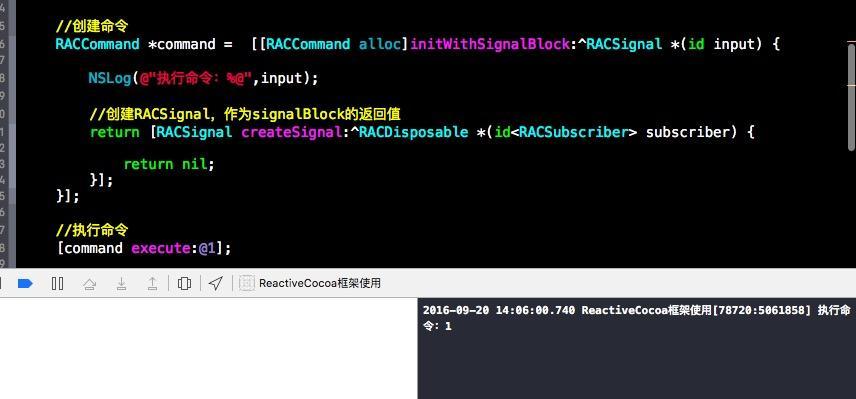 //创建命令
RACCommand *command =  [[RACCommand alloc]initWithSignalBlock:^RACSignal *(id input) {
NSLog(@"执行命令：%@",input);
//创建RACSignal，作为signalBlock的返回值
return [RACSignal createSignal:^RACDisposable *(id<RACSubscriber> subscriber) {
return nil;
}];
}];
//执行命令
[command execute:@1];
ReactiveCocoa框架使用
2016-09-20 14:06:00.740 ReactiveCocoa框架使用[78720:5061858] 执行命
令：1